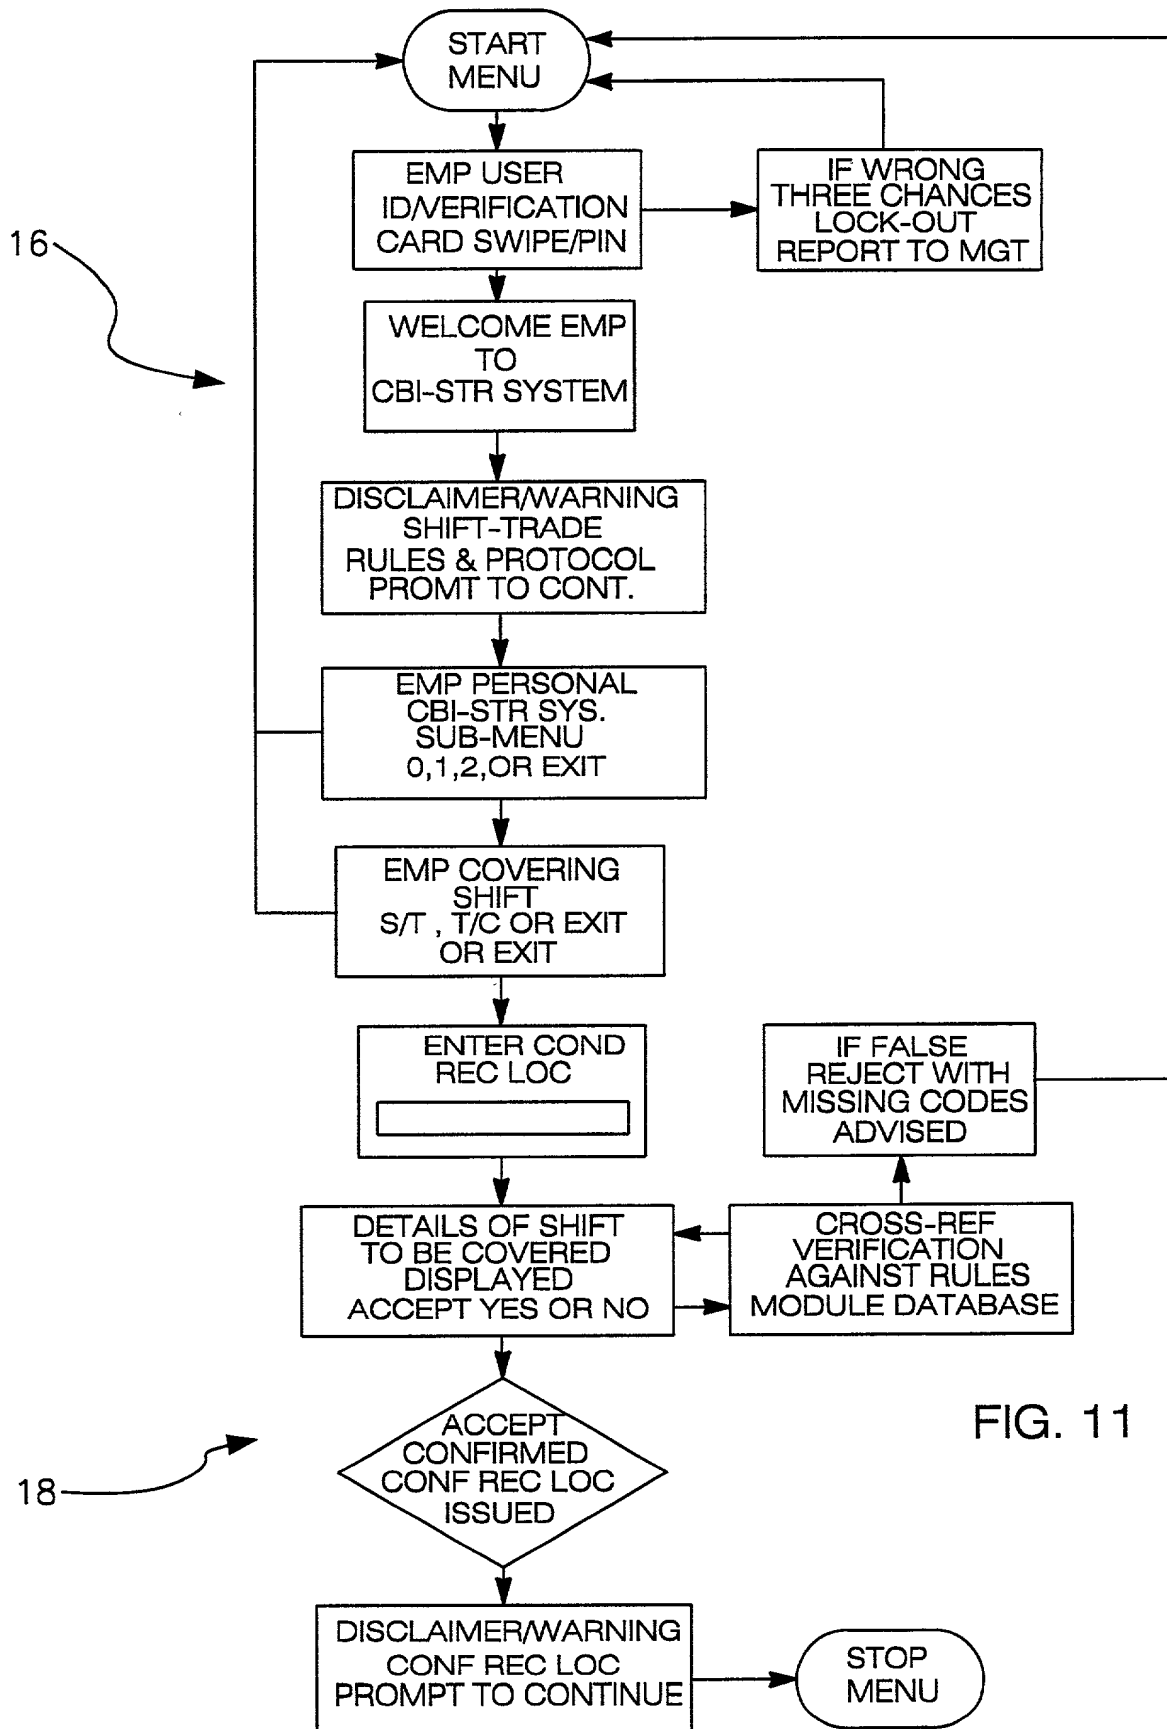 START
MENU
EMP USER
ID/VERIFICATION
CARD SWIPE/PIN
IF WRONG
THREE CHANCES
LOCK-OUT
REPORT TO MGT
16
WELCOME EMP
TO
CBI-STR SYSTEM
DISCLAIMER/WARNING
SHIFT-TRADE
RULES & PROTOCOL
PROMT TO CONT.
EMP PERSONAL
CBI-STR SYS.
SUB-MENU
0,1,2,OR EXIT
EMP COVERING
SHIFT
S/T , T/C OR EXIT
OR EXIT
ENTER COND
REC LOC
IF FALSE
REJECT WITH
MISSING CODES
ADVISED
DETAILS OF SHIFT
TO BE COVERED
DISPLAYED
ACCEPT YES OR NO
CROSS-REF
VERIFICATION
AGAINST RULES
MODULE DATABASE
ACCEPT
CONFIRMED
CONF REC LOC
ISSUED
FIG. 11
18
DISCLAIMER/WARNING
CONF REC LOC
PROMPT TO CONTINUE
STOP
MENU